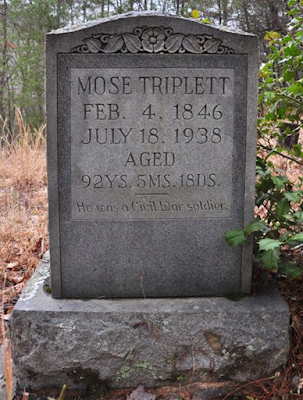 MOSE TRIPLETT
FEB. 4. 1846
JULY 18. 1938
AGED
92YS. 5MS. 18DS.
He was a Civil War soldier.